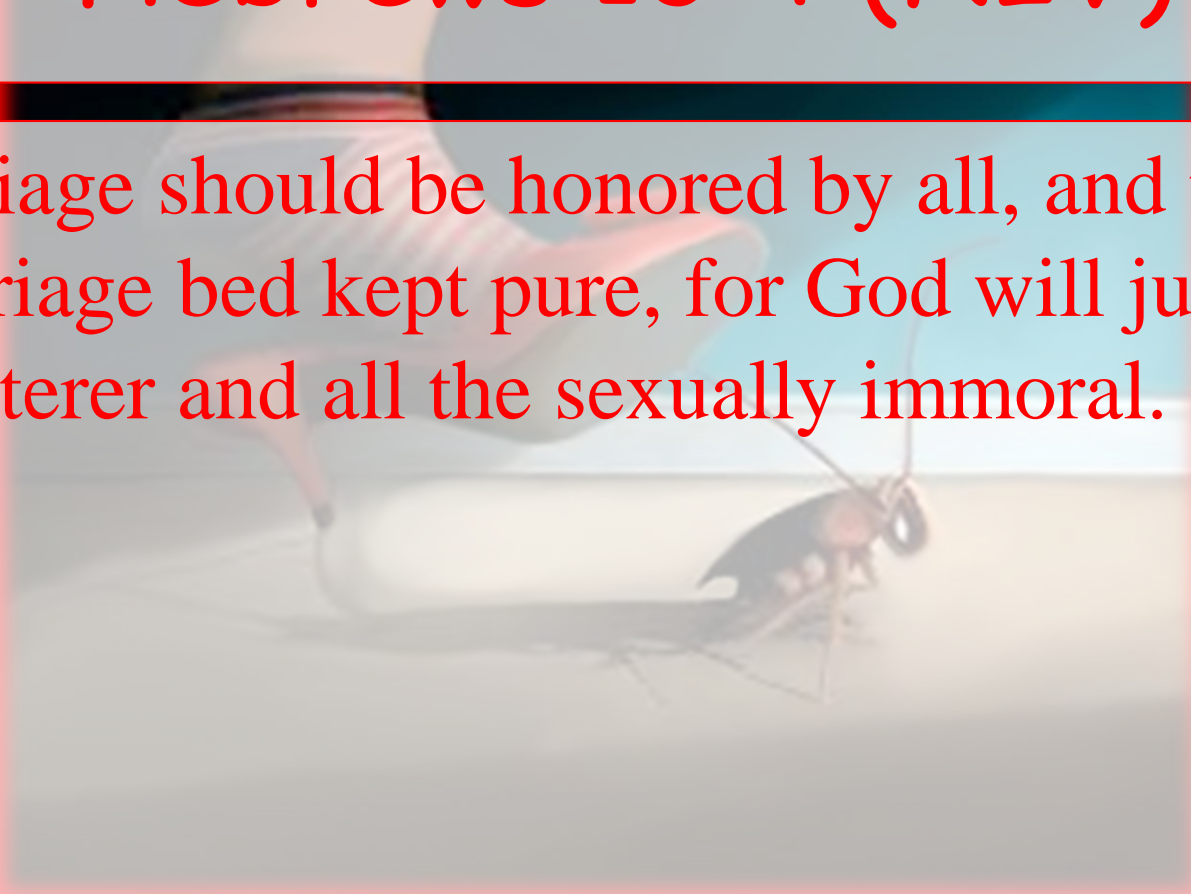 iage should be honored by all, and
riage bed kept pure, for God will ju
terer and all the sexually immoral.